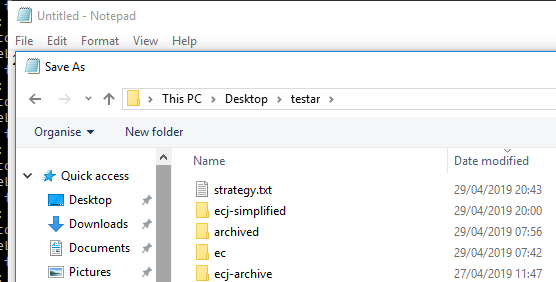 Untitled - Notepad
File Edit Format View Help
Save As
This PC > Desktop > testar >
Organise New folder
Name Date modified
Quick access
Desktop
Downloads
Documents
Pictures
strategy.txt 29/04/2019 20:43
ecj-simplified 29/04/2019 20:00
archived 29/04/2019 07:56
ec 29/04/2019 07:42
ecj-archive 27/04/2019 11:47